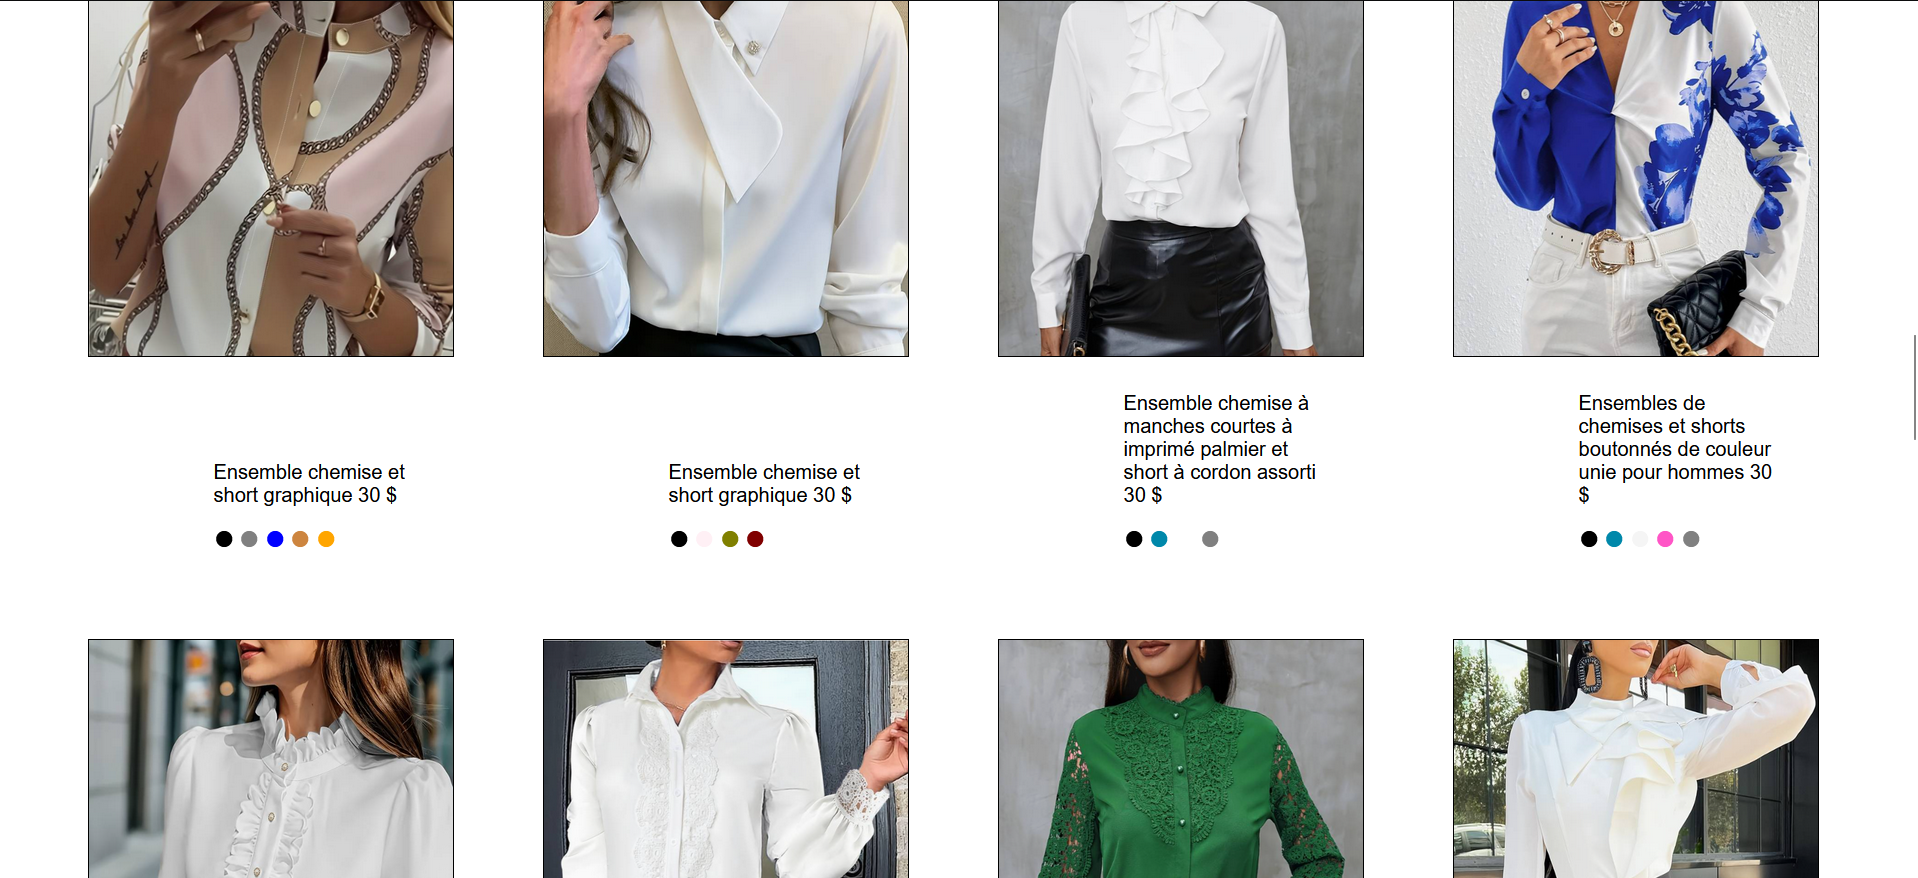 Ensemble chemise et
short graphique 30 $
Ensemble chemise et
short graphique 30 $
Ensemble chemise à
manches courtes à
imprimé palmier et
short à cordon assorti
30 $
Ensembles de
chemises et shorts
boutonnés de couleur
unie pour hommes 30
$